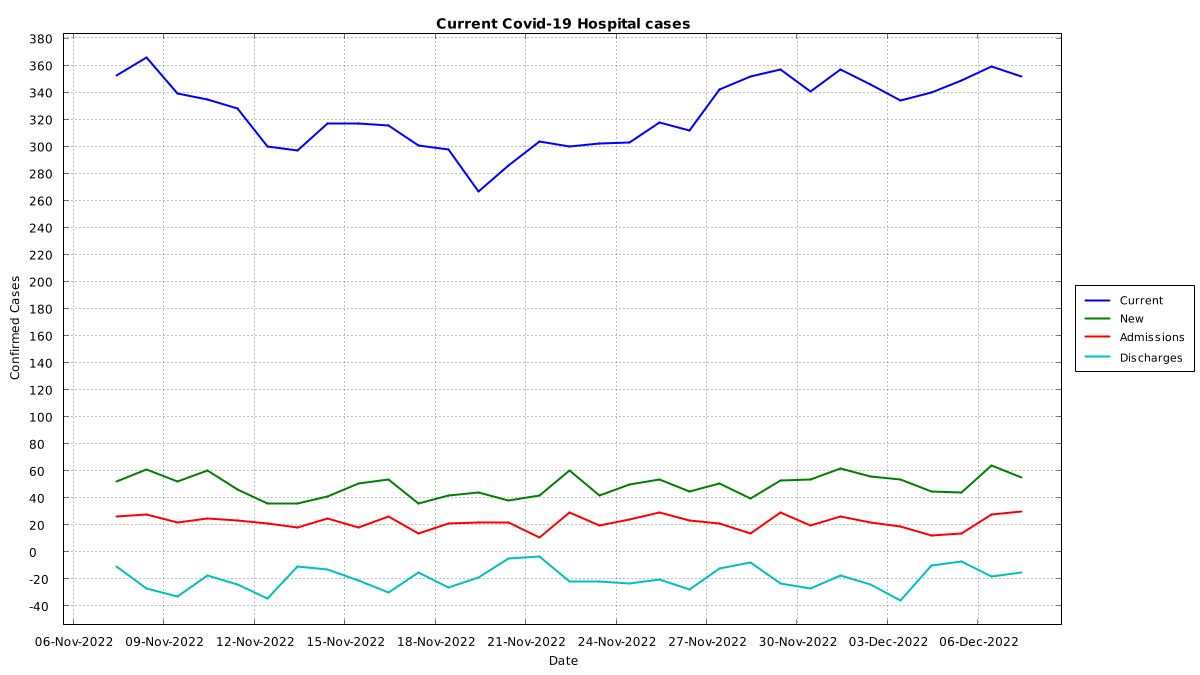 Current Covid-19 Hospital cases
380
360
340
320
300
280
260
240
220
200
180
160
140
120
100
80
60
40
20
0
-20
-40
Confirmed Cases
06-Nov-2022 09-Nov-2022 12-Nov-2022 15-Nov-2022 18-Nov-2022 21-Nov-2022 24-Nov-2022 27-Nov-2022 30-Nov-2022 03-Dec-2022 06-Dec-2022
Date
Current
New
Admissions
Discharges